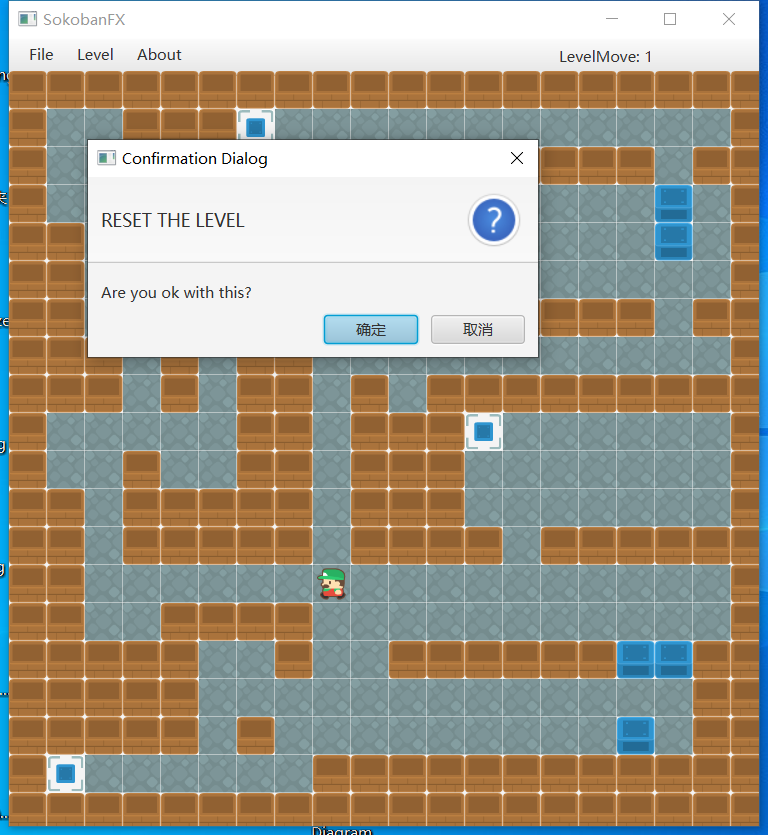 SokobanFX
File Level About LevelMove: 1
Confirmation Dialog
RESET THE LEVEL
?
Are you ok with this?
确定 取消
Diagram